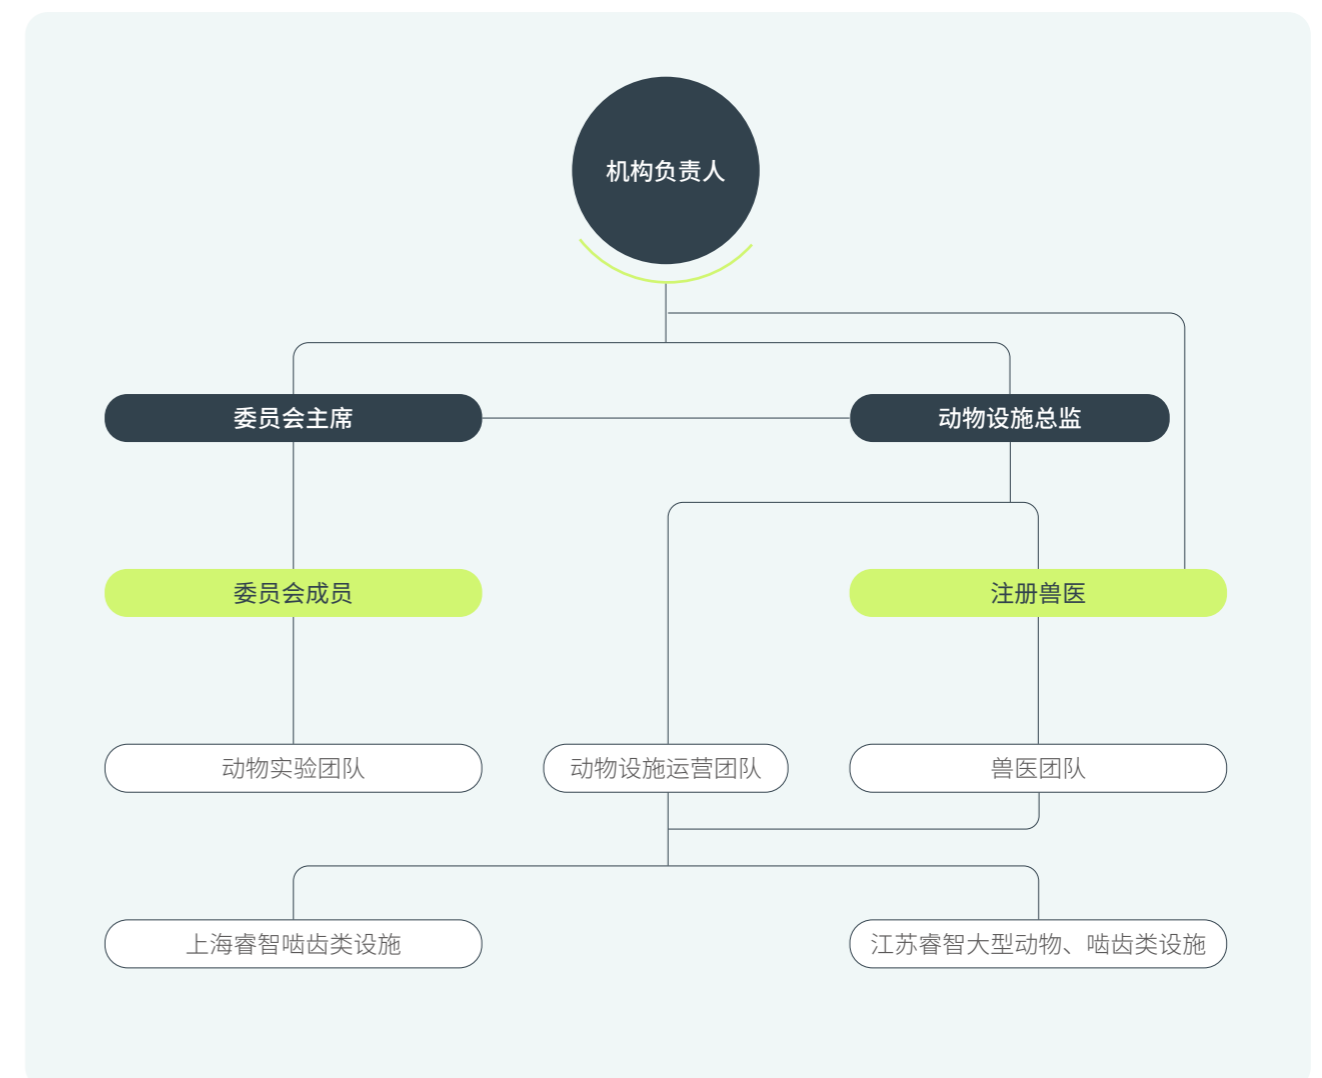 机构负责人
委员会主席
动物设施总监
委员会成员
注册兽医
动物实验团队
动物设施运营团队
兽医团队
上海睿智啮齿类设施
江苏睿智大型动物、啮齿类设施